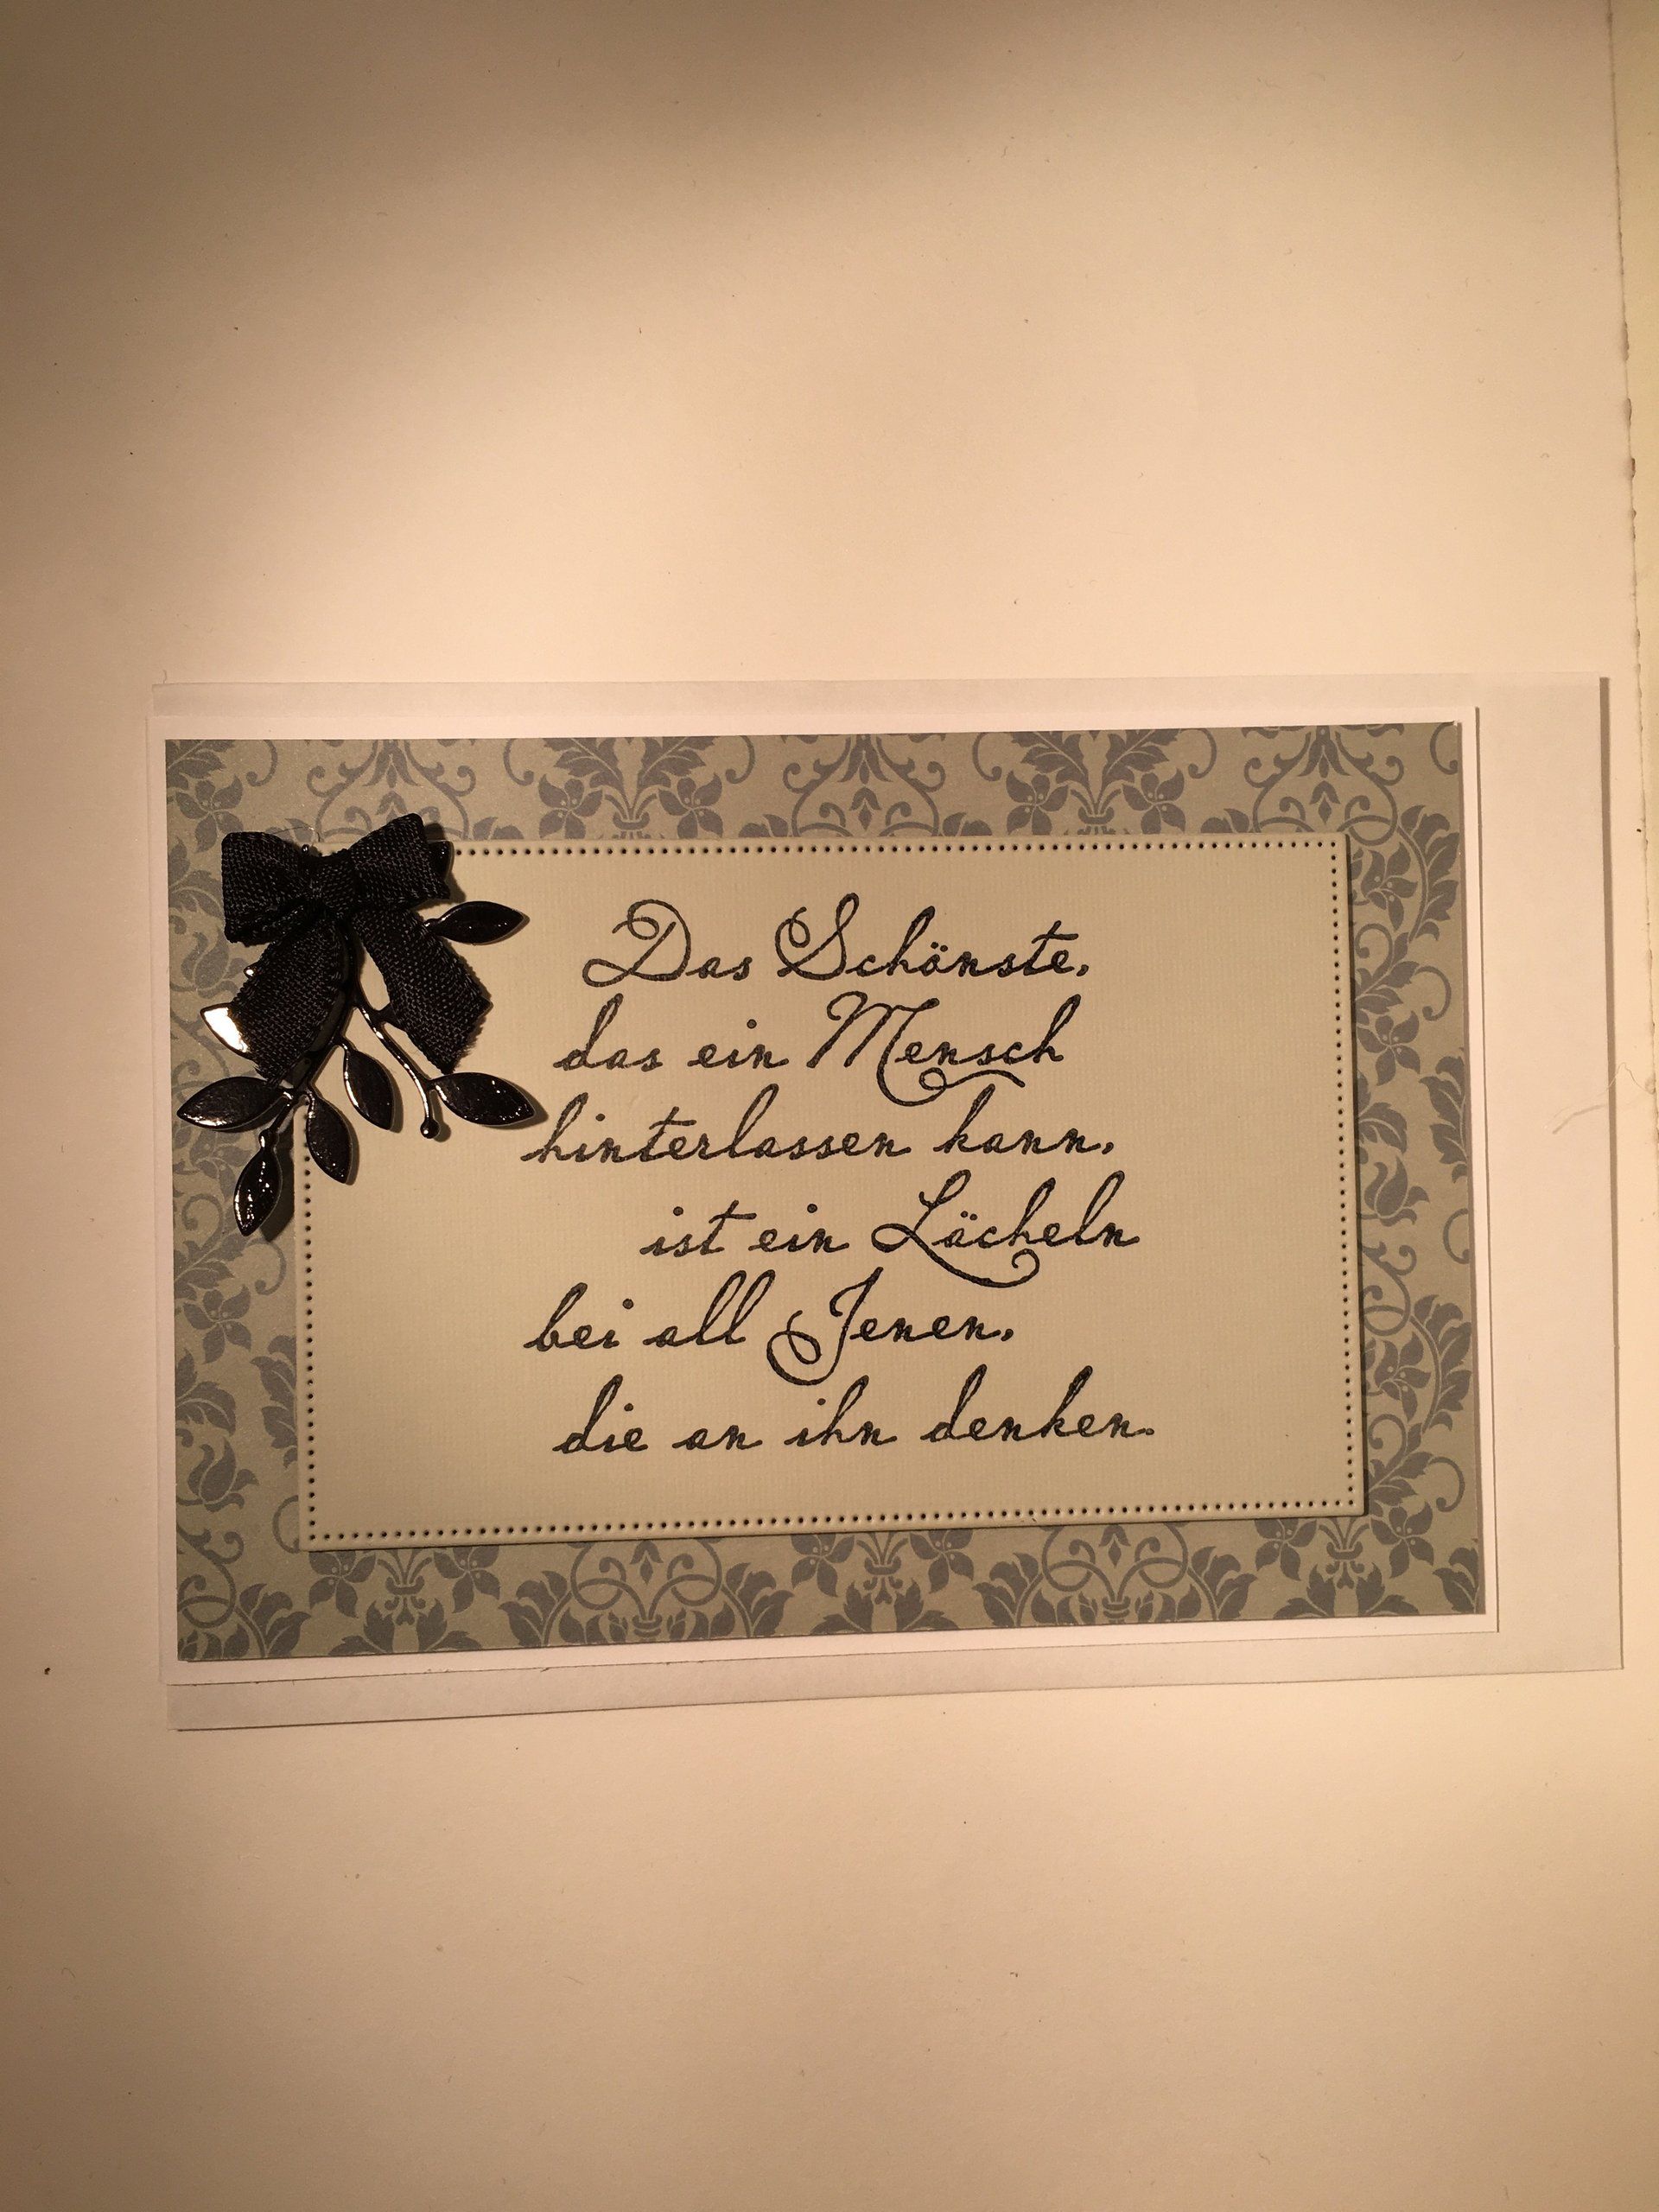 Das Schönste,
das ein Mensch
hinterlassen kann,
ist ein Lächeln
bei all Jenen,
die an ihn denken.